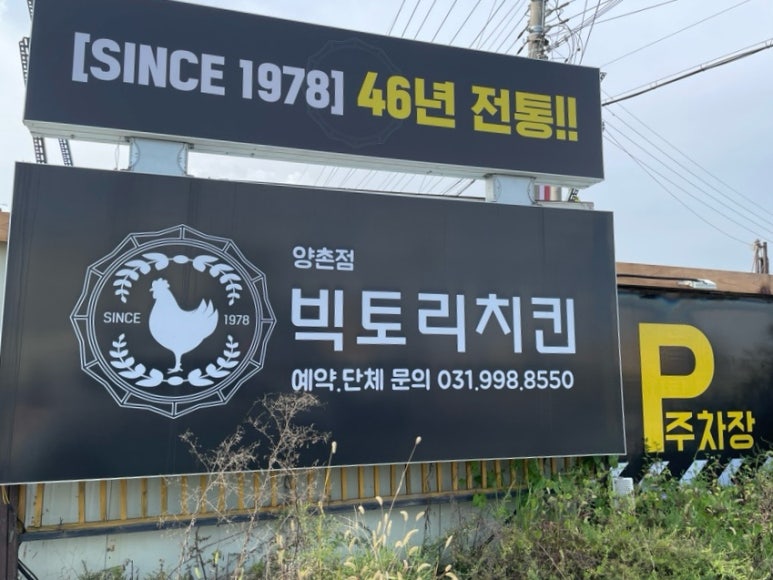 [SINCE 1978] 46년 전통!!
양촌점
빅토리치킨
예약.단체 문의 031.998.8550
SINCE 1978
P
주차장